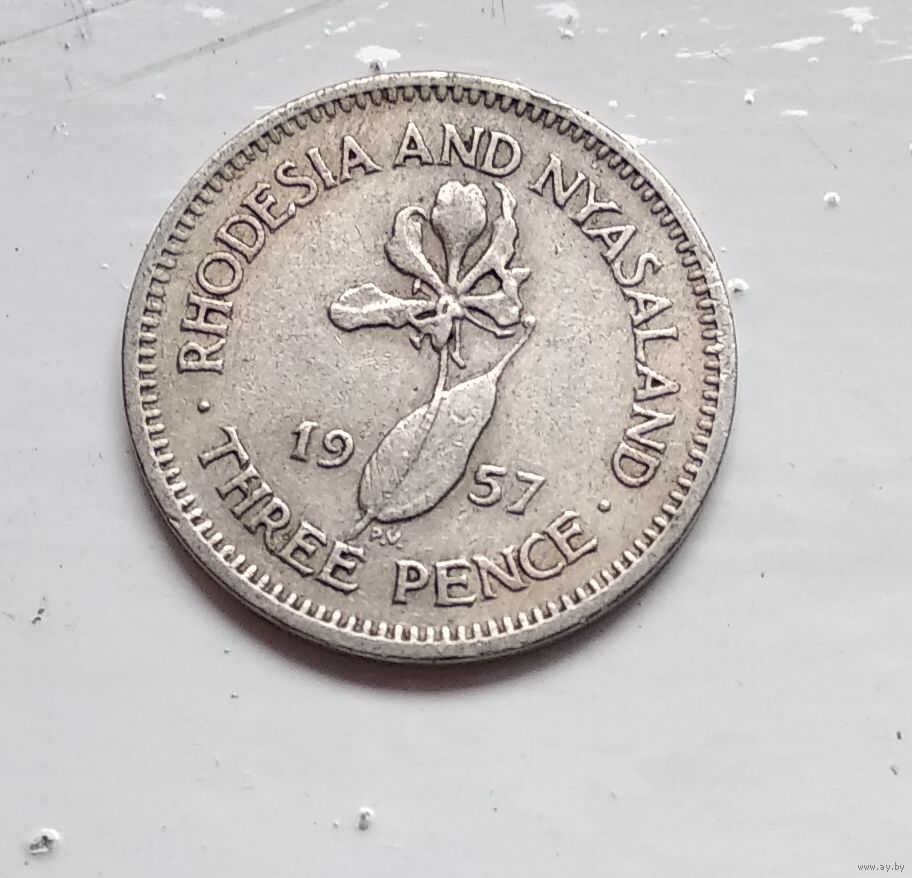 RHODESIA AND NYASALAND
19 57
P.V.
· THREE PENCE ·
www.ay.by